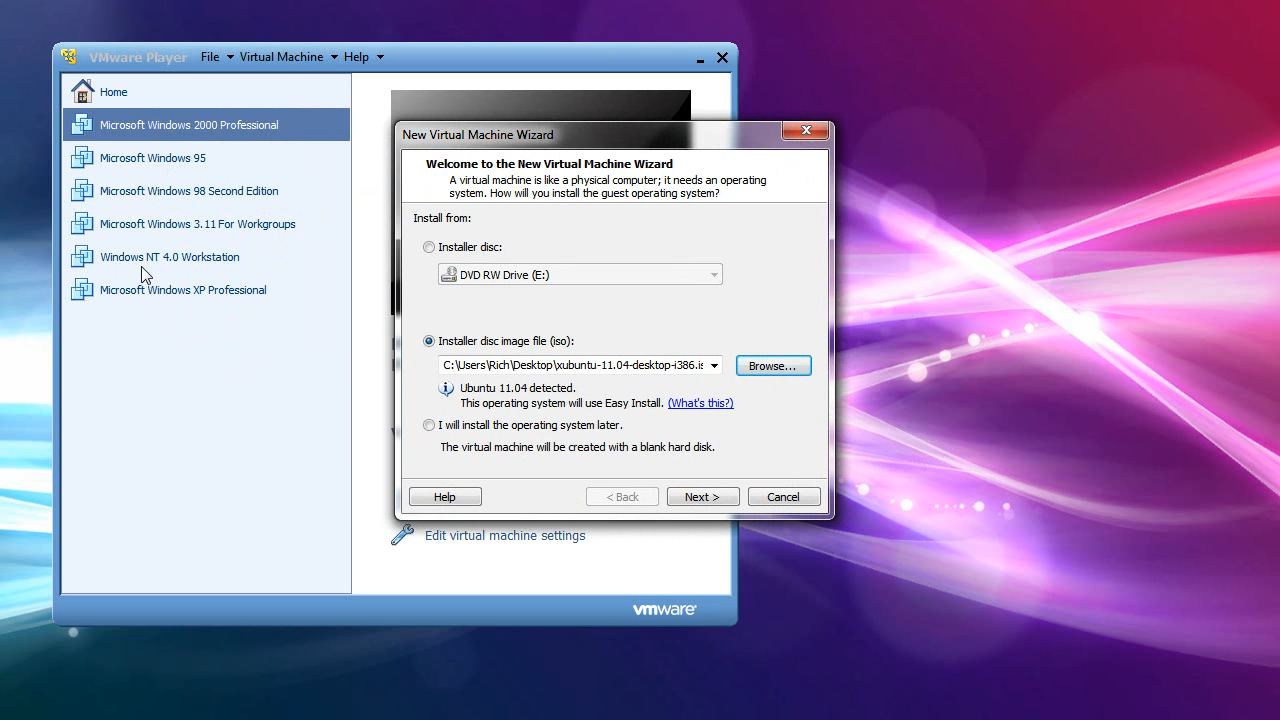 VMware Player File Virtual Machine Help
Home
Microsoft Windows 2000 Professional
Microsoft Windows 95
Microsoft Windows 98 Second Edition
Microsoft Windows 3.11 For Workgroups
Windows NT 4.0 Workstation
Microsoft Windows XP Professional
New Virtual Machine Wizard
Welcome to the New Virtual Machine Wizard
A virtual machine is like a physical computer; it needs an operating
system. How will you install the guest operating system?
Install from:
Installer disc:
DVD RW Drive (E:)
Installer disc image file (iso):
C:\Users\Rich\Desktop\xubuntu-11.04-desktop-i386.is
Browse...
Ubuntu 11.04 detected.
This operating system will use Easy Install. (What's this?)
I will install the operating system later.
The virtual machine will be created with a blank hard disk.
Help < Back Next > Cancel
Edit virtual machine settings
vmware